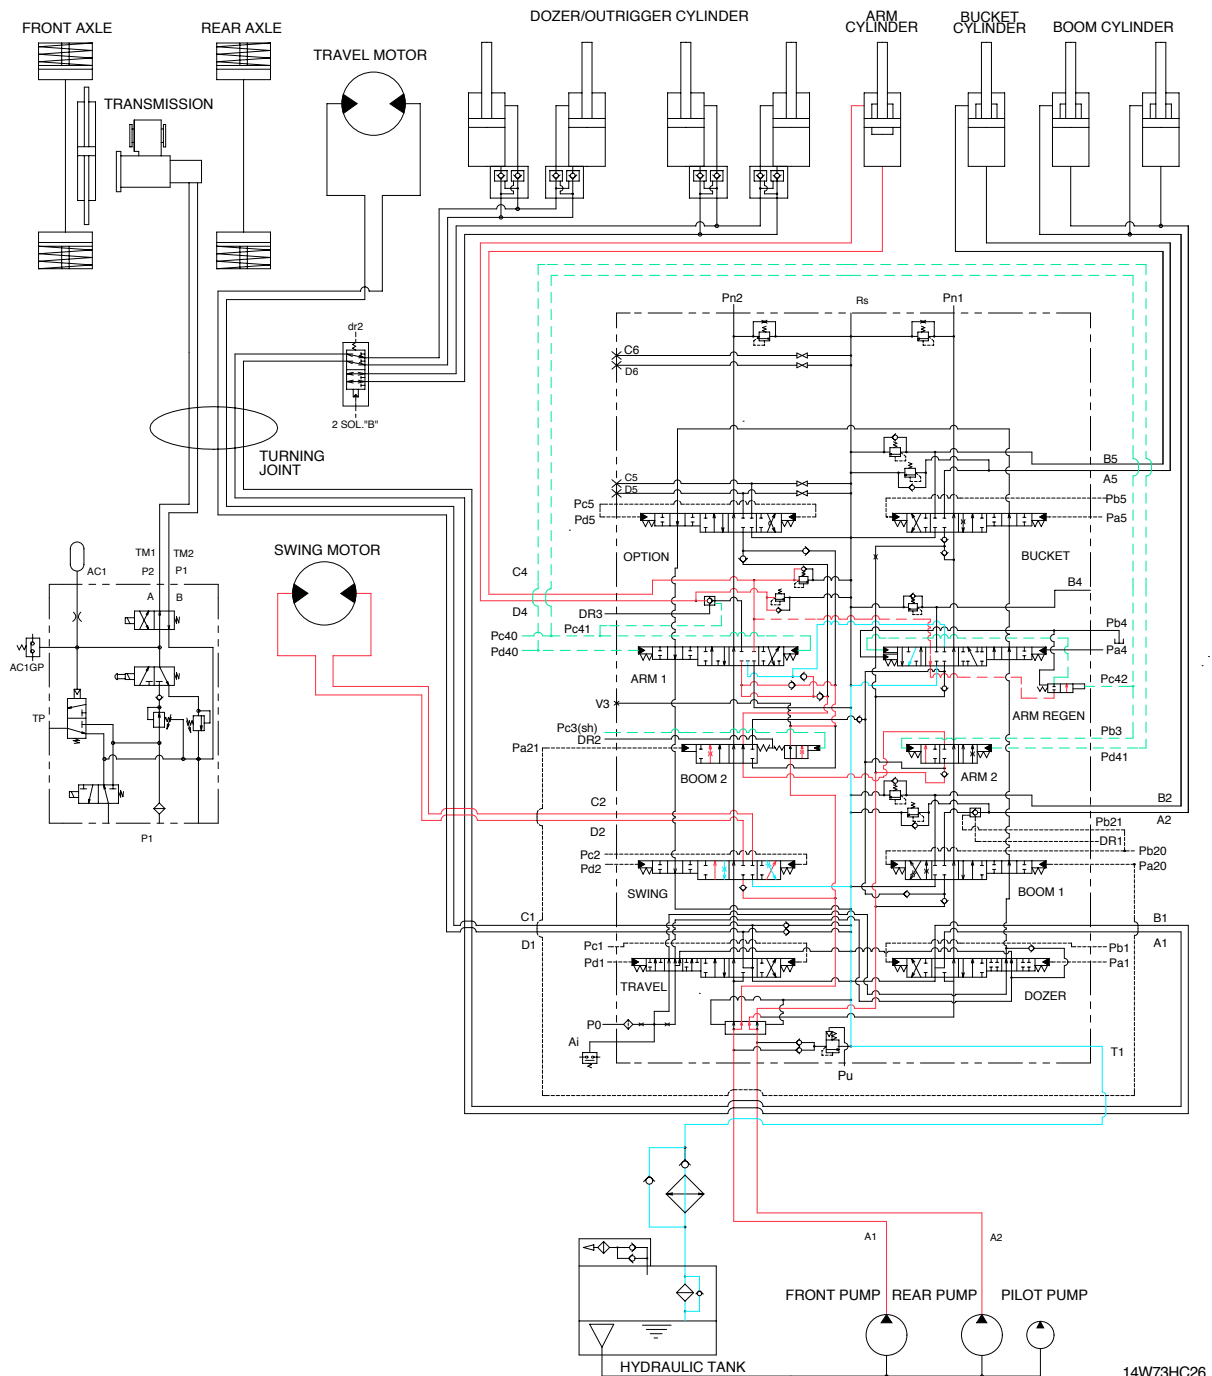 FRONT AXLE
REAR AXLE
TRAVEL MOTOR
DOZER/OUTRIGGER CYLINDER
ARM
CYLINDER
BUCKET
CYLINDER
BOOM CYLINDER
TRANSMISSION
Pn2
Rs
Pn1
dr2
C6
D6
2 SOL."B"
TURNING
JOINT
B5
A5
C5
D5
Pc5
Pd5
Pb5
Pa5
OPTION
BUCKET
SWING MOTOR
TM1
TM2
P2
P1
A
B
AC1
AC1GP
TP
P1
C4
D4
DR3
B4
Pc40
Pc41
Pd40
Pb4
Pa4
ARM 1
Pc42
ARM REGEN
V3
Pc3(sh)
DR2
Pa21
Pb3
Pd41
BOOM 2
ARM 2
C2
D2
B2
A2
Pb21
DR1
Pc2
Pd2
Pb20
Pa20
SWING
BOOM 1
C1
D1
B1
A1
Pc1
Pd1
Pb1
Pa1
TRAVEL
DOZER
P0
Ai
Pu
T1
A1
A2
FRONT PUMP
REAR PUMP
PILOT PUMP
HYDRAULIC TANK
14W73HC26